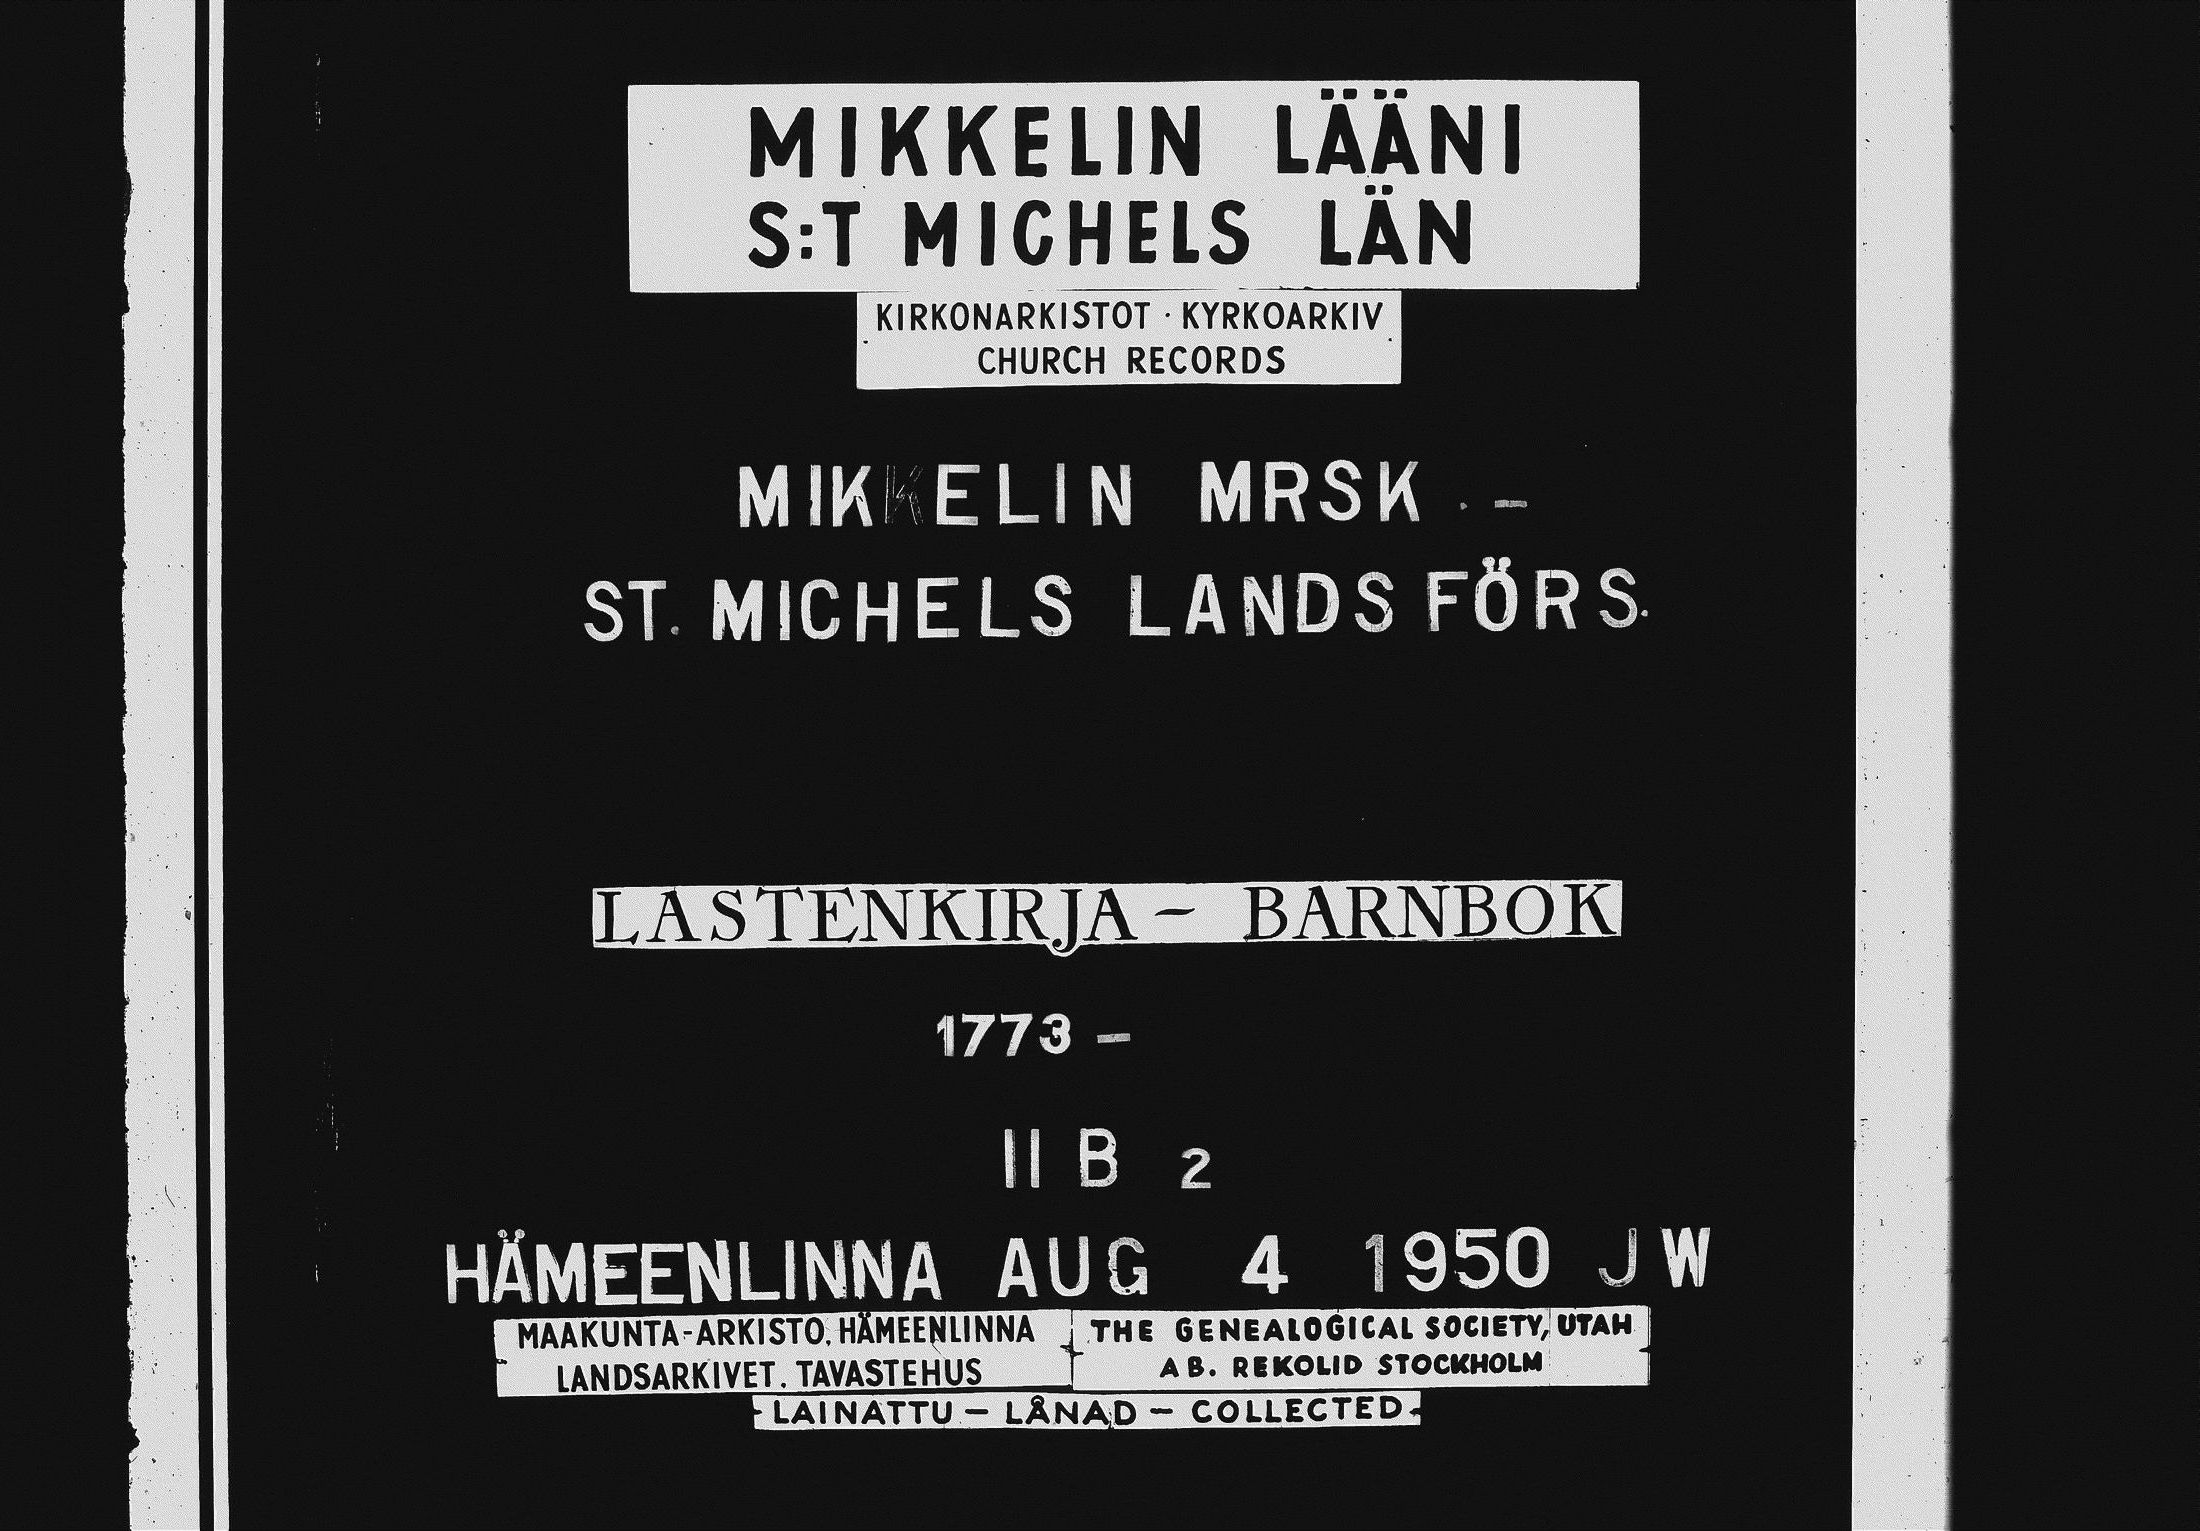 MIKKELIN LÄÄNI
S:T MICHELS LÄN
KIRKONARKISTOT · KYRKOARKIV
CHURCH RECORDS
MIKKELIN MRSK. –
ST. MICHELS LANDSFÖRS.
LASTENKIRJA – BARNBOK
1773 –
II B 2
HÄMEENLINNA AUG 4 1950 JW
MAAKUNTA-ARKISTO, HÄMEENLINNA
LANDSARKIVET. TAVASTEHUS
THE GENEALOGICAL SOCIETY, UTAH
AB. REKOLID STOCKHOLM
LAINATTU – LÅNAD – COLLECTED